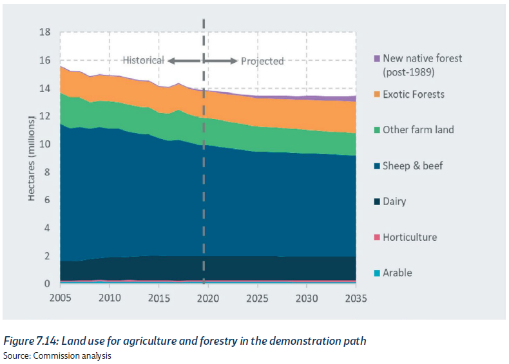 18
16
14
12
10
8
6
4
2
0
Hectares (millions)
Historical
Projected
2005
2010
2015
2020
2025
2030
2035
New native forest
(post-1989)
Exotic Forests
Other farm land
Sheep & beef
Dairy
Horticulture
Arable
Figure 7.14: Land use for agriculture and forestry in the demonstration path
Source: Commission analysis